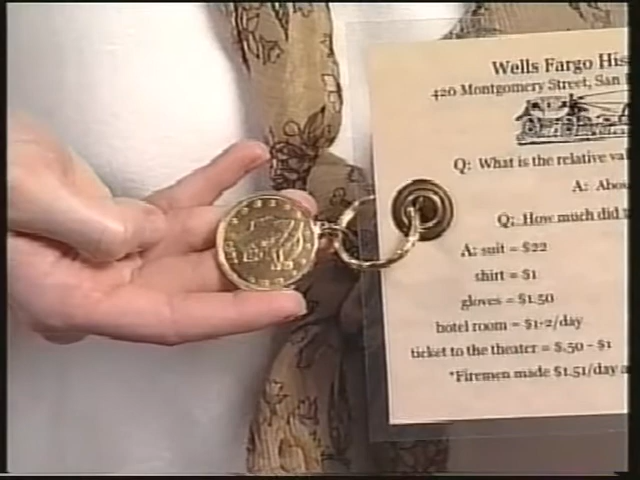 Wells Fargo His
420 Montgomery Street, San
Q: What is the relative val
A: Abou
Q: How much did
A: suit = $22
shirt = $1
gloves = $1.50
hotel room = $1-2/day
ticket to the theater = $.50 - $1
*Firemen made $1.51/day a